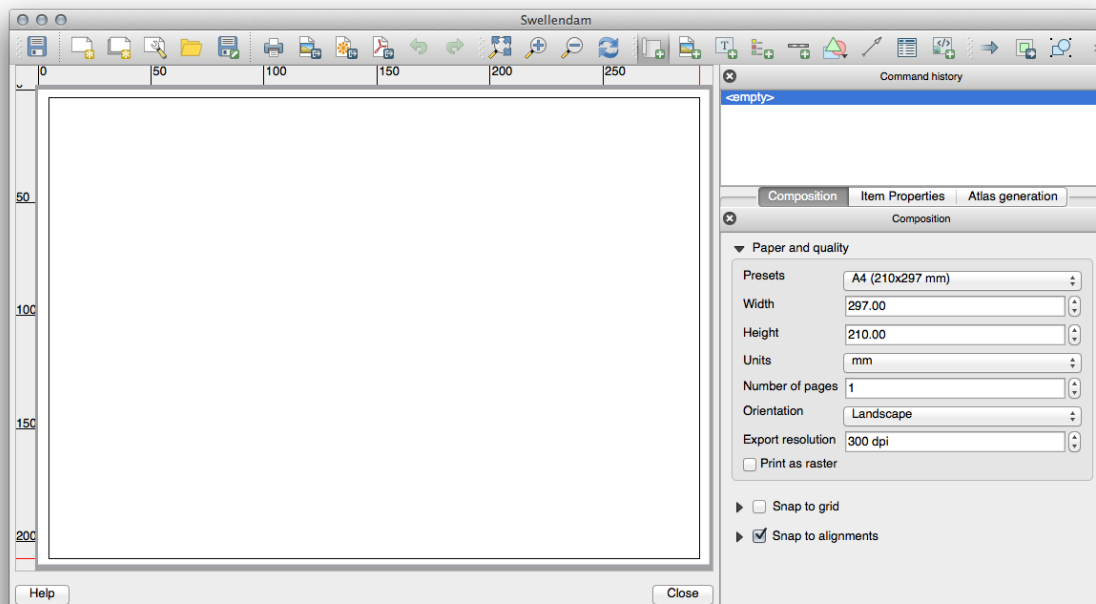 Swellendam
0 50 100 150 200 250
Command history
<empty>
0
50
100
150
200
Composition Item Properties Atlas generation
Composition
Paper and quality
Presets A4 (210x297 mm)
Width 297.00
Height 210.00
Units mm
Number of pages 1
Orientation Landscape
Export resolution 300 dpi
Print as raster
Snap to grid
Snap to alignments
Help Close